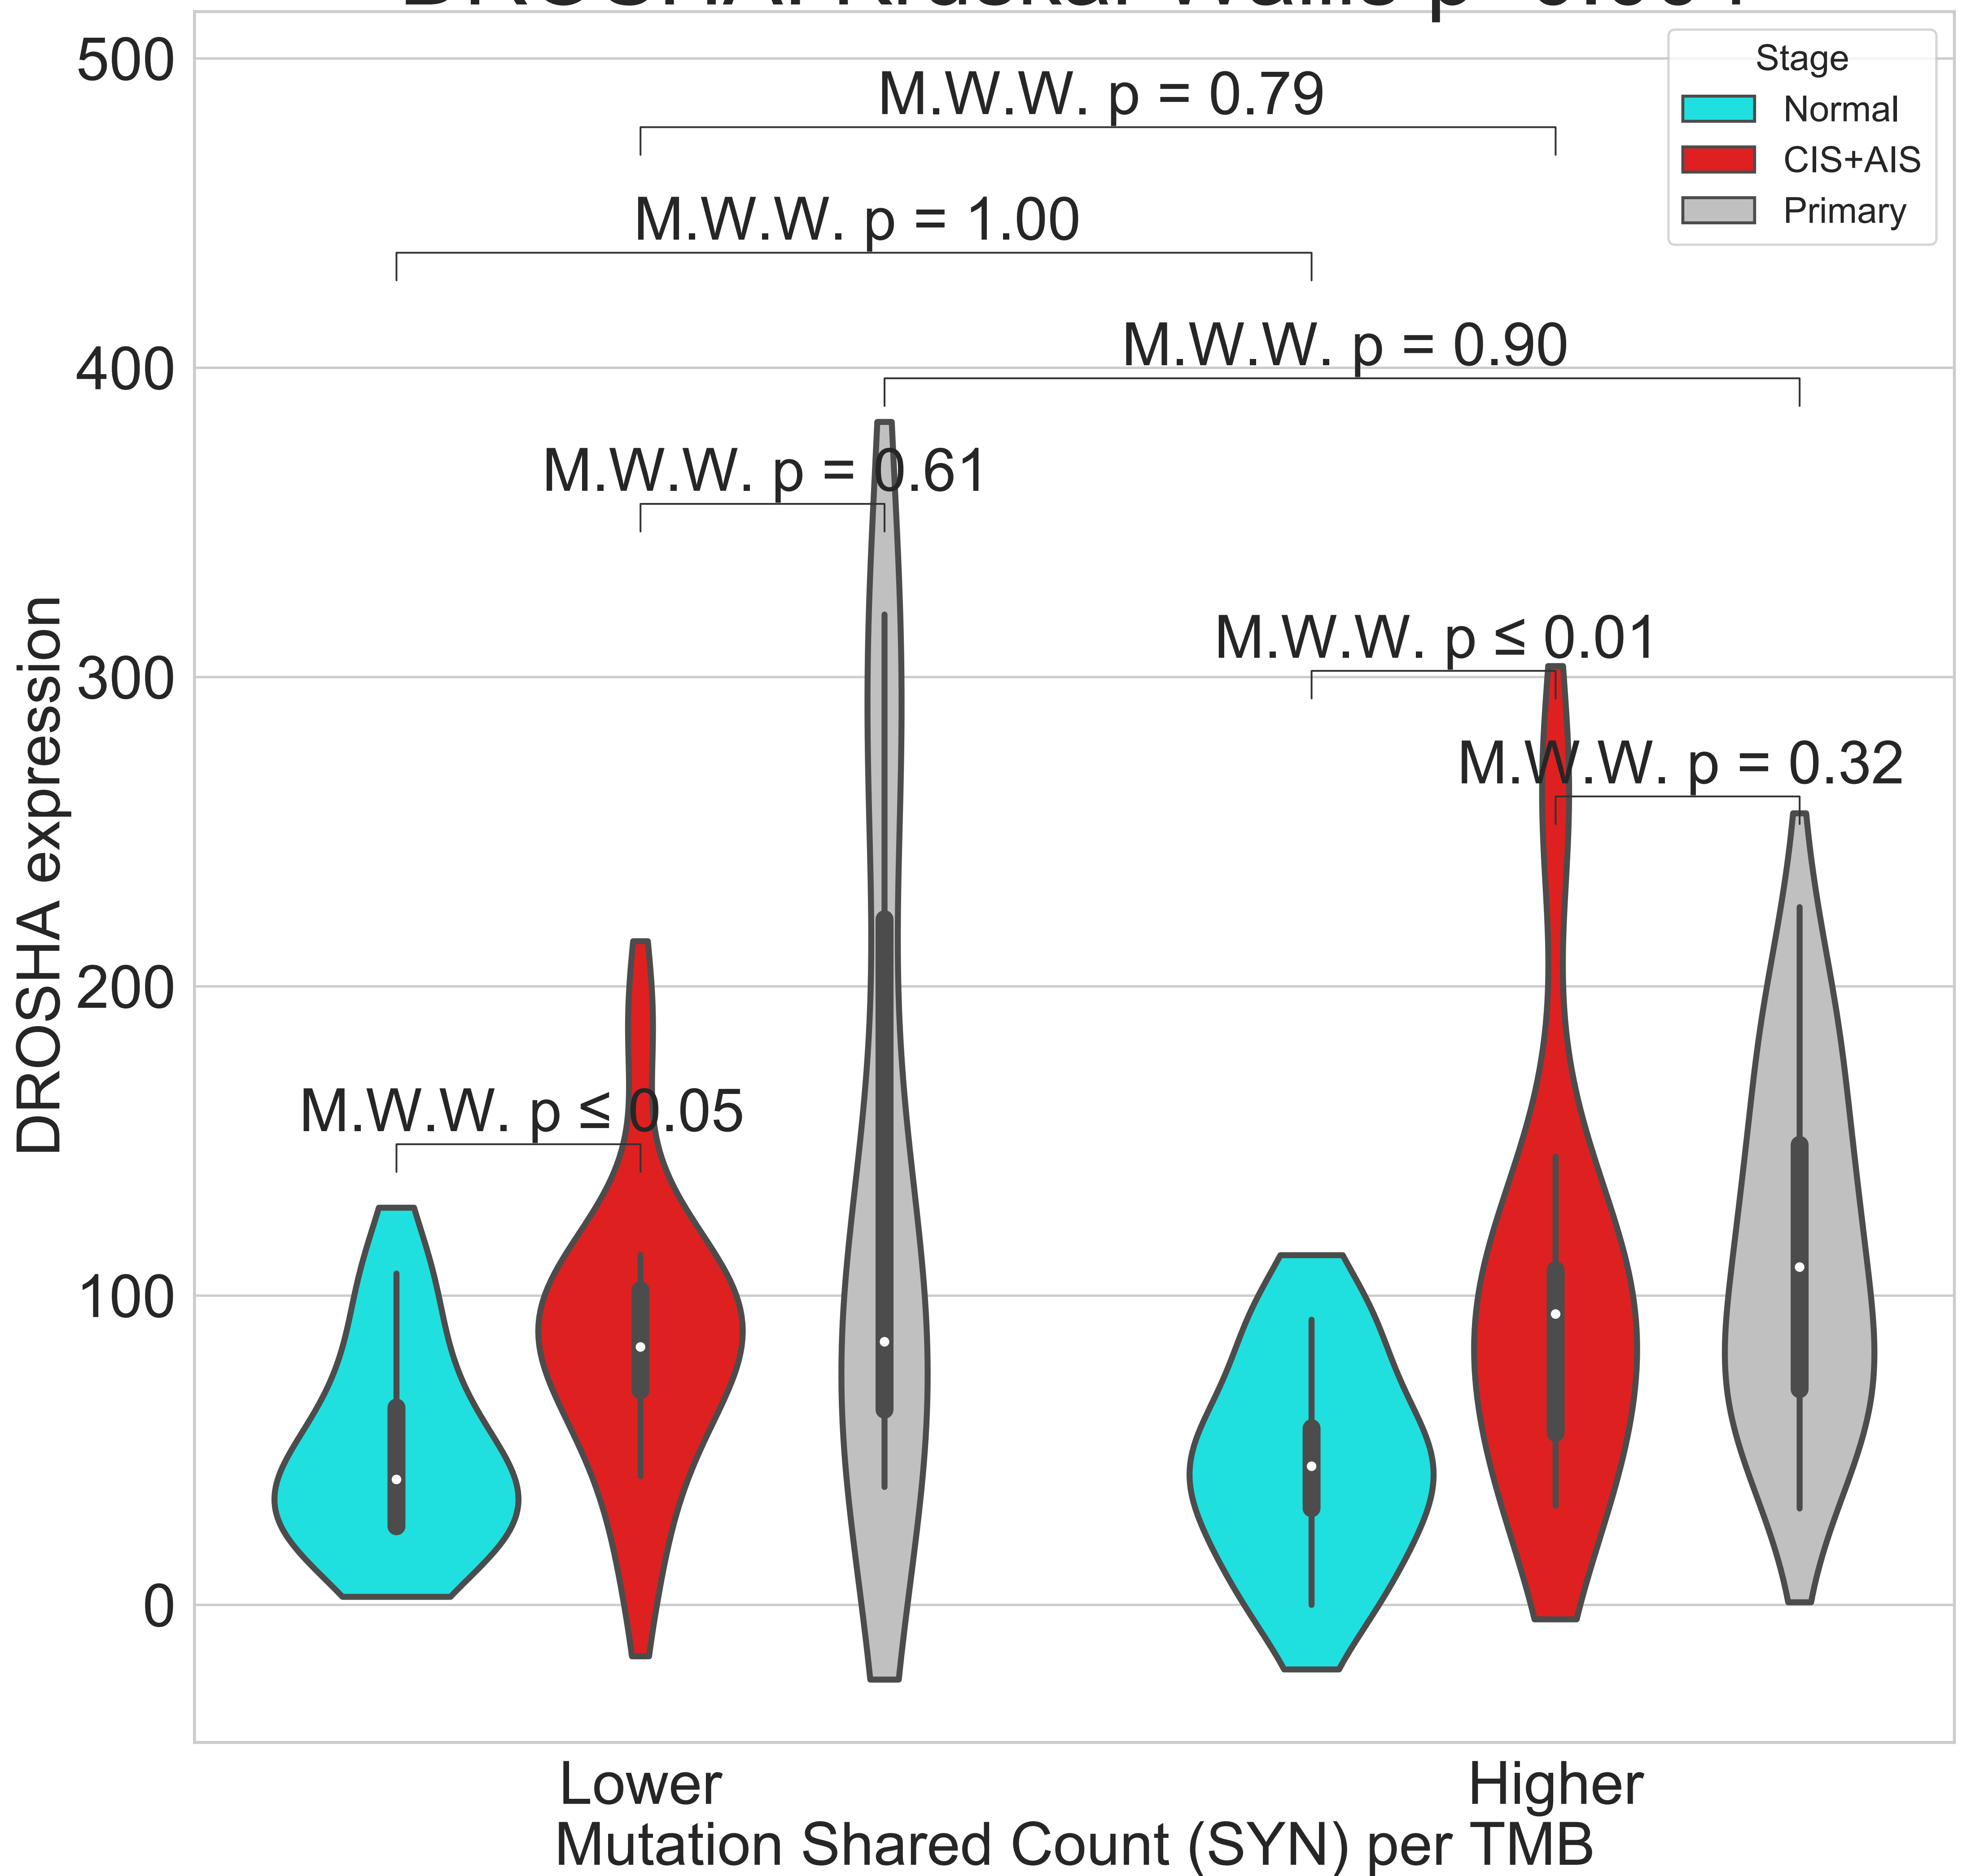 500
Stage
Normal
CIS+AIS
Primary
M.W.W. p = 0.79
M.W.W. p = 1.00
M.W.W. p = 0.90
400
M.W.W. p = 0.61
M.W.W. p ≤ 0.01
300
M.W.W. p = 0.32
200
M.W.W. p ≤ 0.05
100
0
DROSHA expression
Lower
Higher
Mutation Shared Count (SYN) per TMB